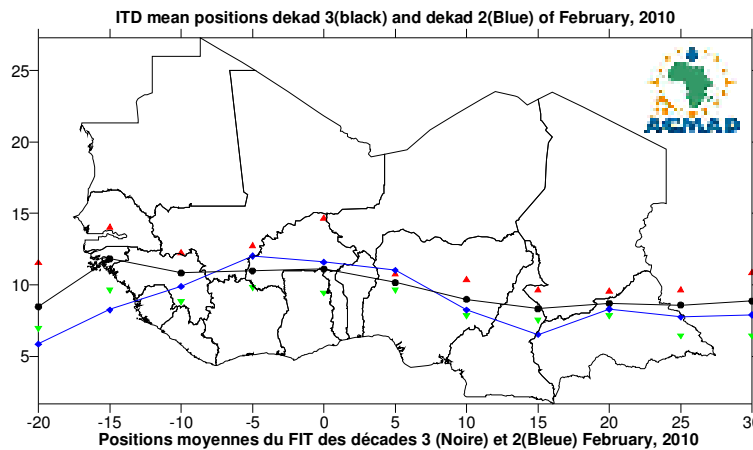 ITD mean positions dekad 3(black) and dekad 2(Blue) of February, 2010
25
20
15
10
5
ACMAD
-20 -15 -10 -5 0 5 10 15 20 25 30
Positions moyennes du FIT des décades 3 (Noire) et 2(Bleue) February, 2010